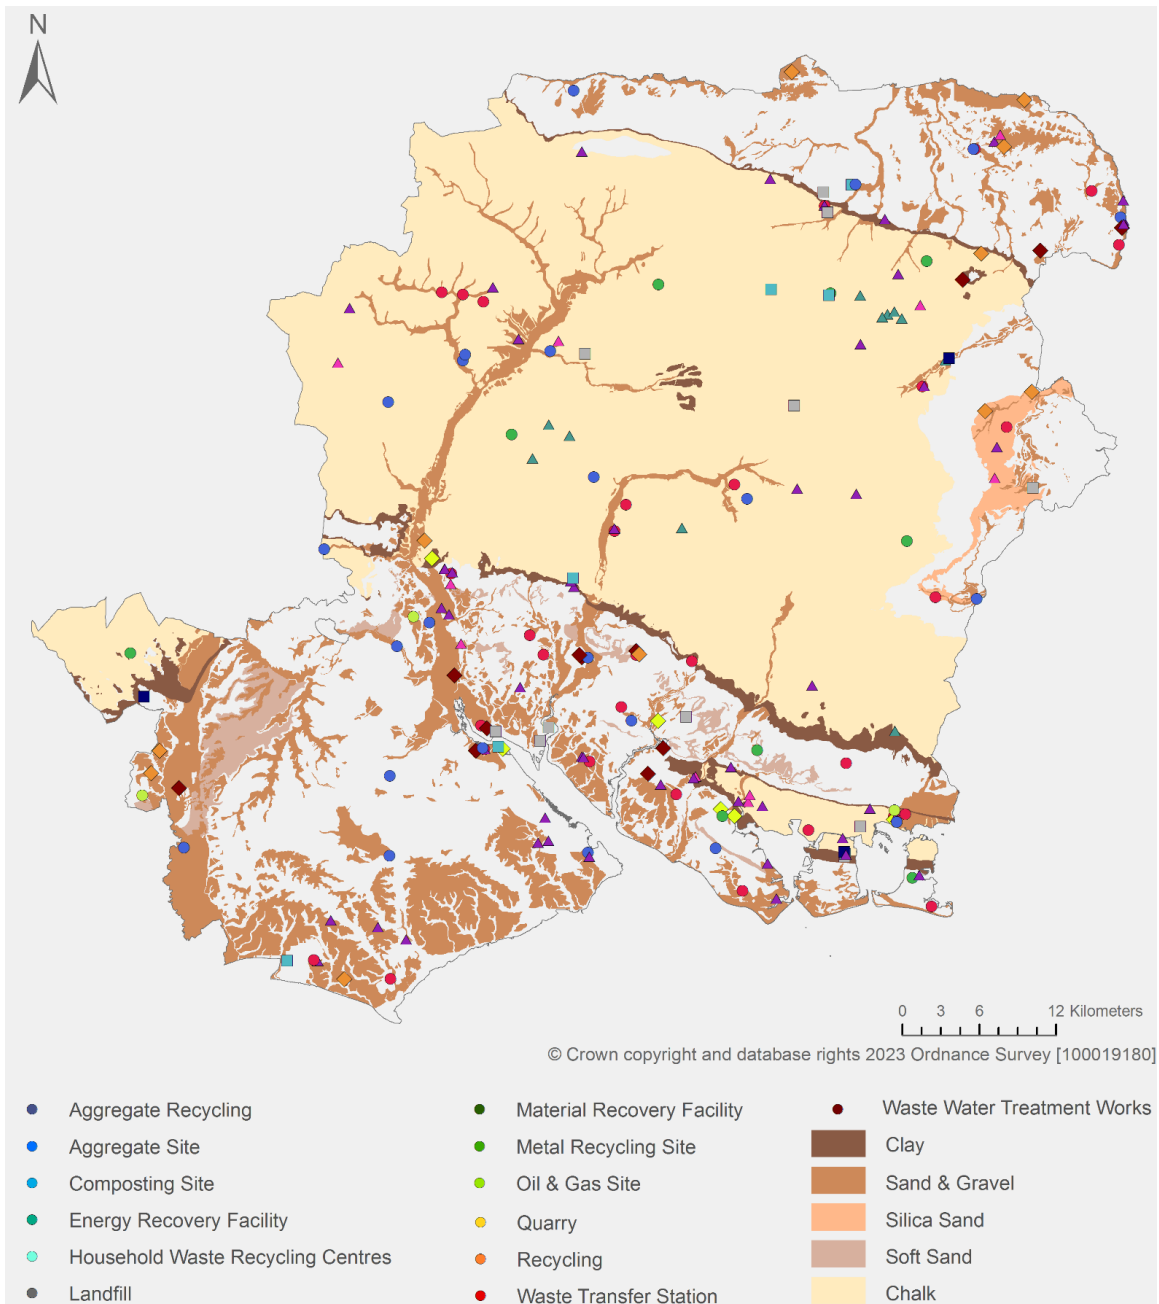 N
0 3 6 12 Kilometers
© Crown copyright and database rights 2023 Ordnance Survey [100019180]
Aggregate Recycling
Aggregate Site
Composting Site
Energy Recovery Facility
Household Waste Recycling Centres
Landfill
Material Recovery Facility
Metal Recycling Site
Oil & Gas Site
Quarry
Recycling
Waste Transfer Station
Waste Water Treatment Works
Clay
Sand & Gravel
Silica Sand
Soft Sand
Chalk